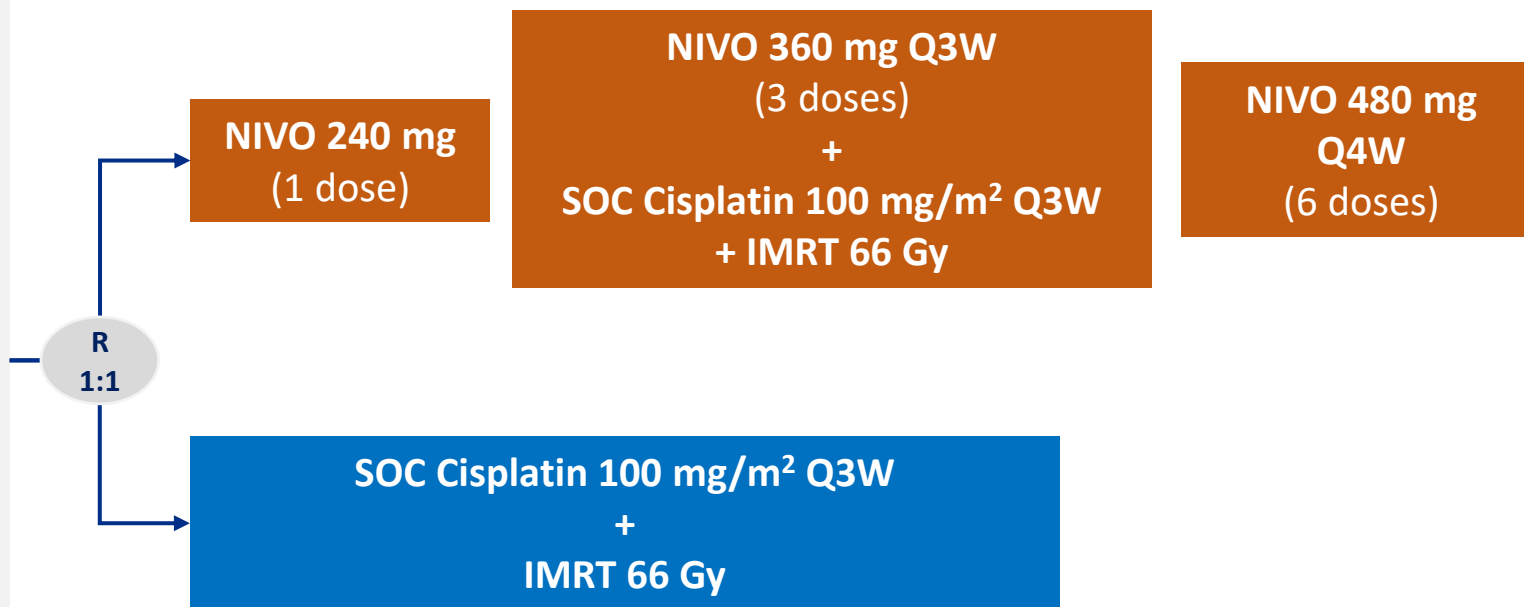 NIVO 240 mg
(1 dose)
NIVO 360 mg Q3W
(3 doses)
+
SOC Cisplatin 100 mg/m² Q3W
+ IMRT 66 Gy
NIVO 480 mg
Q4W
(6 doses)
R
1:1
SOC Cisplatin 100 mg/m² Q3W
+
IMRT 66 Gy